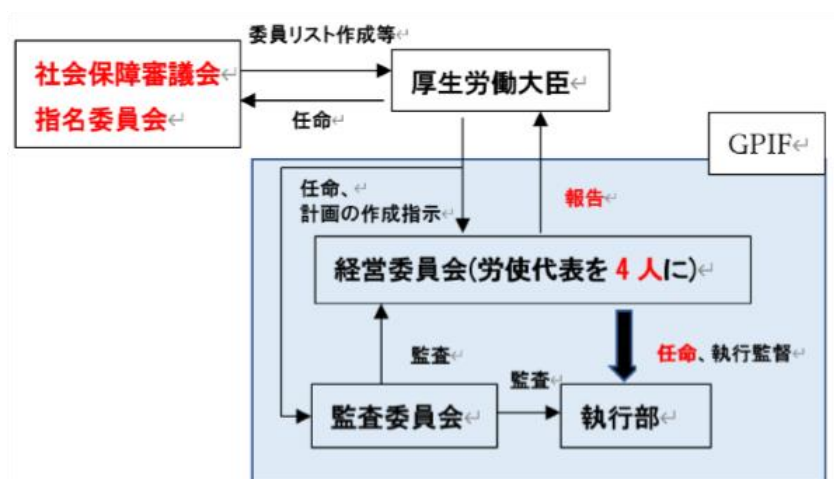 委員リスト作成等
社会保障審議会
指名委員会
厚生労働大臣
任命
GPIF
任命、
計画の作成指示
報告
経営委員会(労使代表を 4 人に)
監査
任命、執行監督
監査
監査委員会
執行部